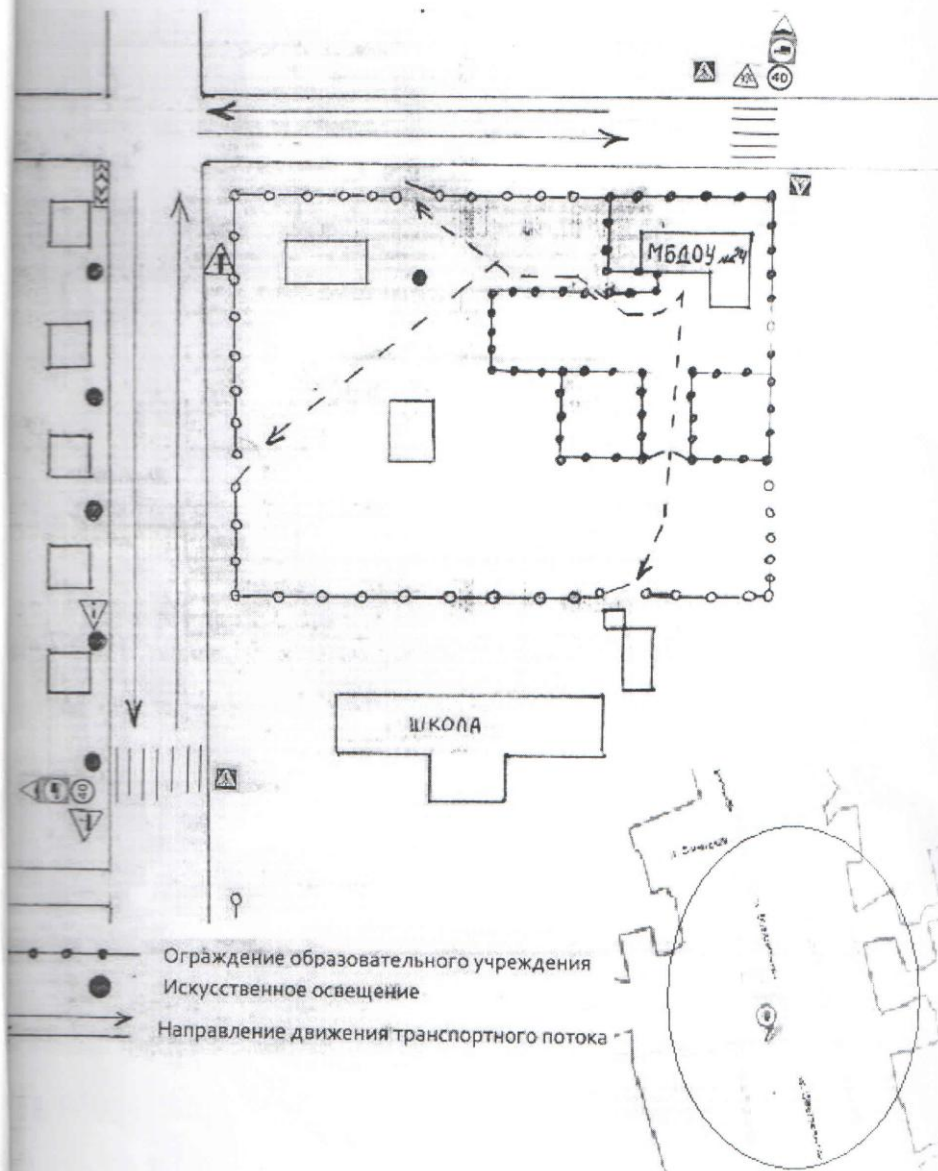 40
МБДОУ №24
ШКОЛА
40
Ограждение образовательного учреждения
Искусственное освещение
Направление движения транспортного потока